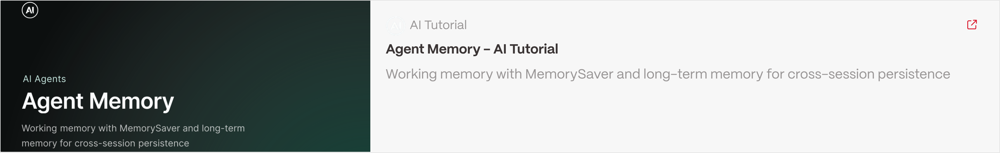 AI
AI Agents
Agent Memory
Working memory with MemorySaver and long-term
memory for cross-session persistence
AI
AI Tutorial
Agent Memory – AI Tutorial
Working memory with MemorySaver and long-term memory for cross-session persistence